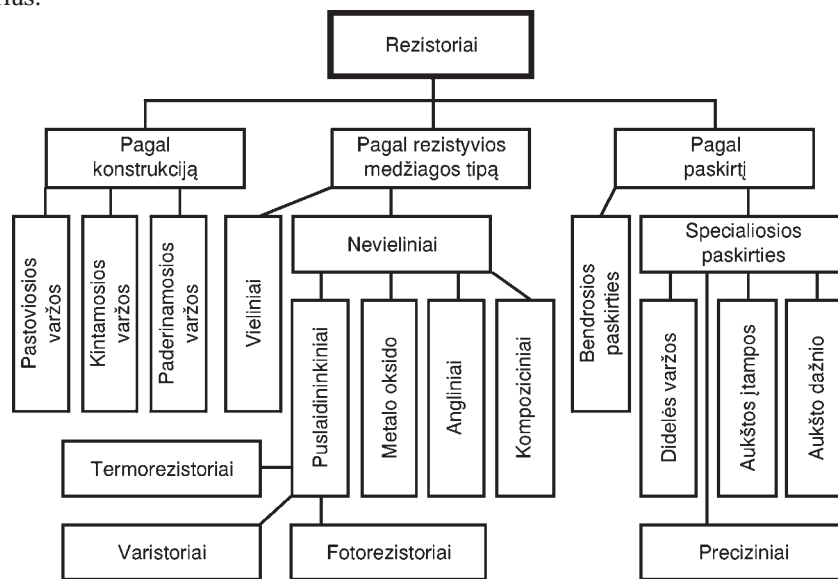 rius.
Rezistoriai
Pagal
konstrukciją
Pagal rezistyvios
medžiagos tipą
Pagal
paskirtį
Pastoviosios
varžos
Kintamosios
varžos
Paderinamosios
varžos
Vieliniai
Nevieliniai
Bendrosios
paskirties
Specialiosios
paskirties
Puslaidininkiniai
Metalo oksido
Angliniai
Kompoziciniai
Didelės varžos
Aukštos įtampos
Aukšto dažnio
Termorezistoriai
Varistoriai
Fotorezistoriai
Preciziniai